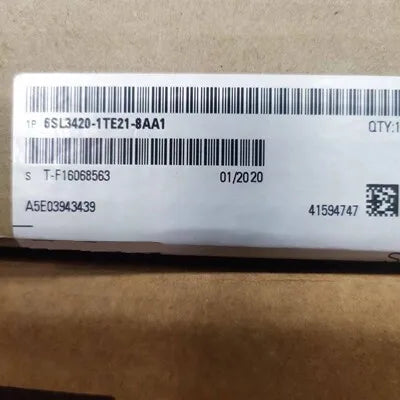 1P 6SL3420-1TE21-8AA1 QTY:1
S T-F16068563 01/2020
A5E03943439 41594747